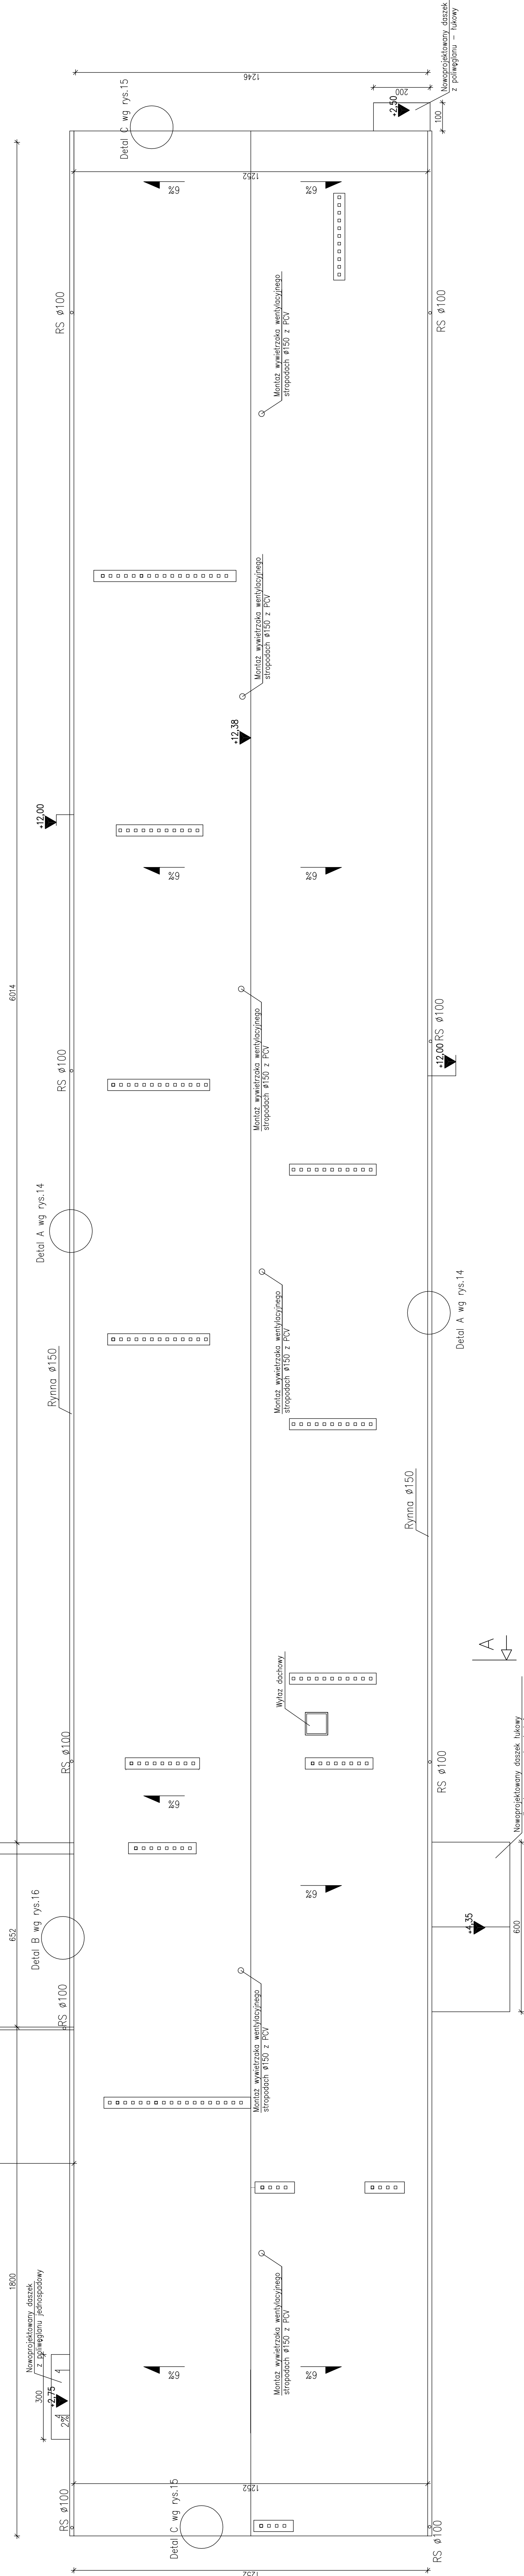 Nowoprojektowany daszek
z poliwęglanu – łukowy
1246
200
+2,50
100
Detal C wg rys.15
1252
6%
6%
RS ø100
RS ø100
Montaż wywietrzaka wentylacyjnego
stropodach ø150 z PCV
Montaż wywietrzaka wentylacyjnego
stropodach ø150 z PCV
+12,38
+12,00
6%
6%
6014
Montaż wywietrzaka wentylacyjnego
stropodach ø150 z PCV
RS ø100
RS ø100
+12,00
Detal A wg rys.14
Detal A wg rys.14
Montaż wywietrzaka wentylacyjnego
stropodach ø150 z PCV
Rynna ø150
Rynna ø150
A
Wyłaz dachowy
Nowoprojektowany daszek łukowy
RS ø100
RS ø100
6%
6%
652
Detal B wg rys.16
RS ø100
+4,35
600
Montaż wywietrzaka wentylacyjnego
stropodach ø150 z PCV
1800
Nowoprojektowany daszek
z poliwęglanu jednospadowy
300
+2,75
4
4
2%
Montaż wywietrzaka wentylacyjnego
stropodach ø150 z PCV
6%
6%
1252
RS ø100
Detal C wg rys.15
RS ø100
1252